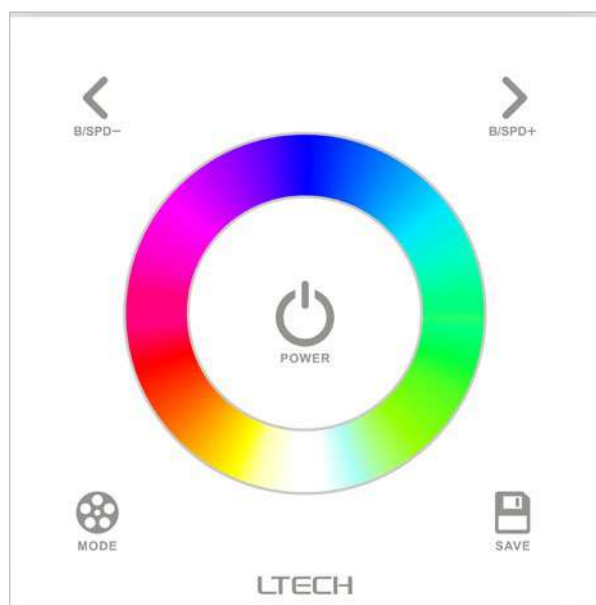 B/SPD−
B/SPD+
POWER
MODE
SAVE
LTECH